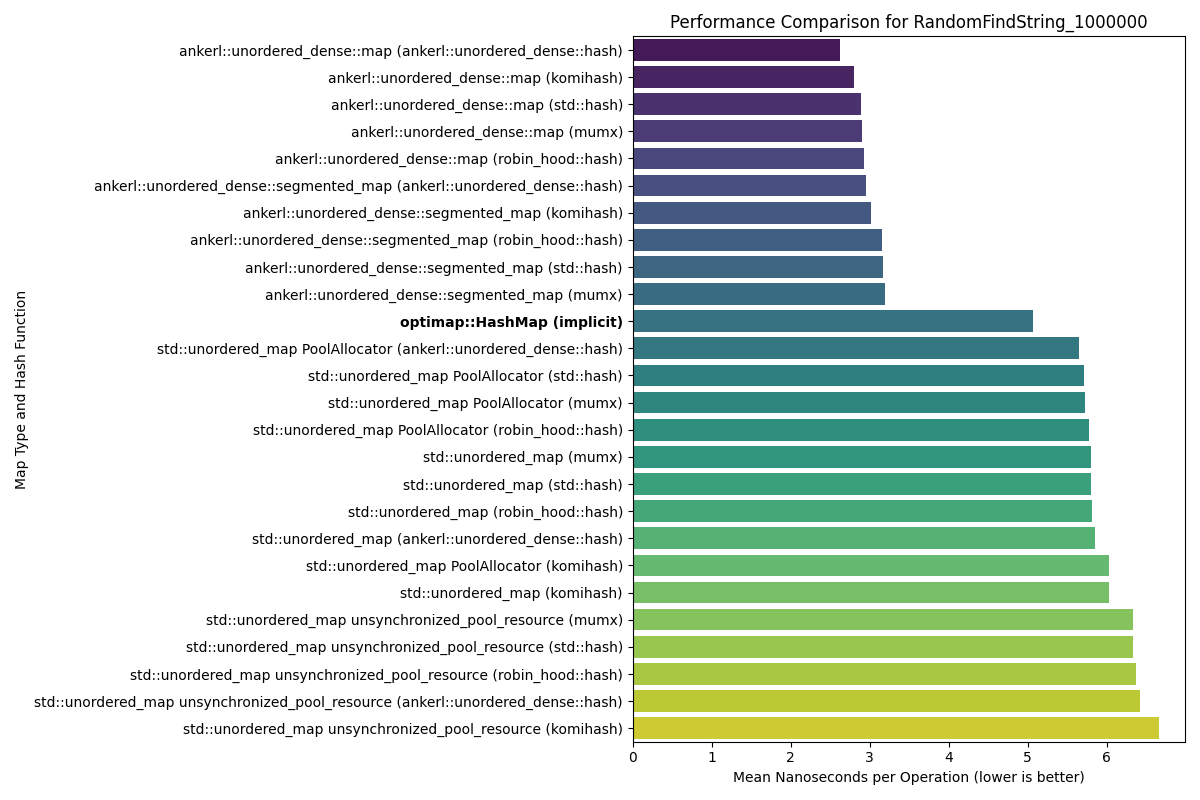 Performance Comparison for RandomFindString_1000000
Map Type and Hash Function
ankerl::unordered_dense::map (ankerl::unordered_dense::hash)
ankerl::unordered_dense::map (komihash)
ankerl::unordered_dense::map (std::hash)
ankerl::unordered_dense::map (mumx)
ankerl::unordered_dense::map (robin_hood::hash)
ankerl::unordered_dense::segmented_map (ankerl::unordered_dense::hash)
ankerl::unordered_dense::segmented_map (komihash)
ankerl::unordered_dense::segmented_map (robin_hood::hash)
ankerl::unordered_dense::segmented_map (std::hash)
ankerl::unordered_dense::segmented_map (mumx)
optimap::HashMap (implicit)
std::unordered_map PoolAllocator (ankerl::unordered_dense::hash)
std::unordered_map PoolAllocator (std::hash)
std::unordered_map PoolAllocator (mumx)
std::unordered_map PoolAllocator (robin_hood::hash)
std::unordered_map (mumx)
std::unordered_map (std::hash)
std::unordered_map (robin_hood::hash)
std::unordered_map (ankerl::unordered_dense::hash)
std::unordered_map PoolAllocator (komihash)
std::unordered_map (komihash)
std::unordered_map unsynchronized_pool_resource (mumx)
std::unordered_map unsynchronized_pool_resource (std::hash)
std::unordered_map unsynchronized_pool_resource (robin_hood::hash)
std::unordered_map unsynchronized_pool_resource (ankerl::unordered_dense::hash)
std::unordered_map unsynchronized_pool_resource (komihash)
0 1 2 3 4 5 6
Mean Nanoseconds per Operation (lower is better)